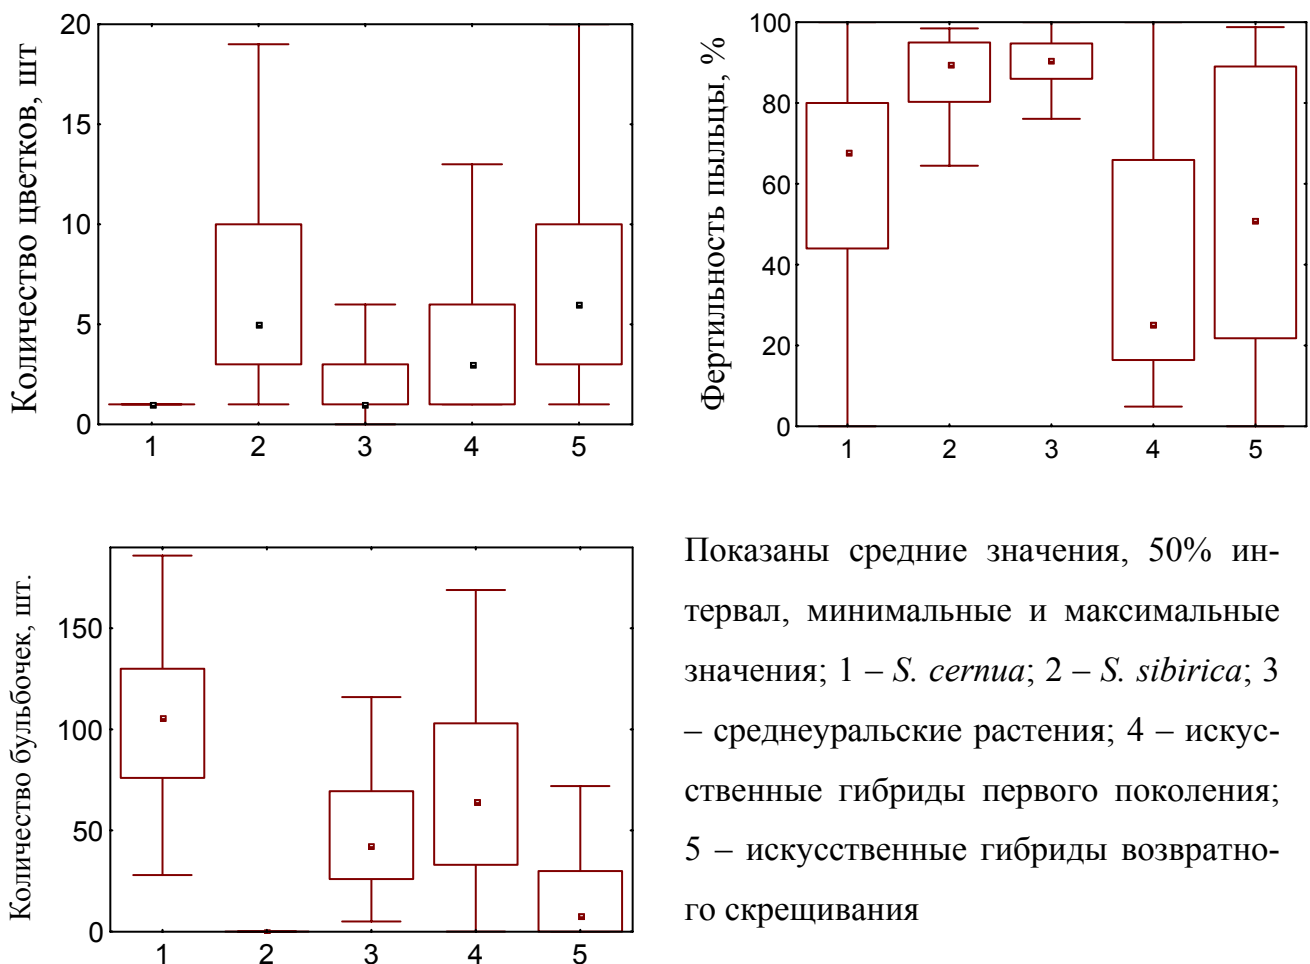 Количество цветков, шт
20
15
10
5
0
1 2 3 4 5
Фертильность пыльцы, %
100
80
60
40
20
0
1 2 3 4 5
Количество бульбочек, шт.
150
100
50
0
1 2 3 4 5
Показаны средние значения, 50% ин-
тервал, минимальные и максимальные
значения; 1 – S. cernua; 2 – S. sibirica; 3
– среднеуральские растения; 4 – искус-
ственные гибриды первого поколения;
5 – искусственные гибриды возвратно-
го скрещивания